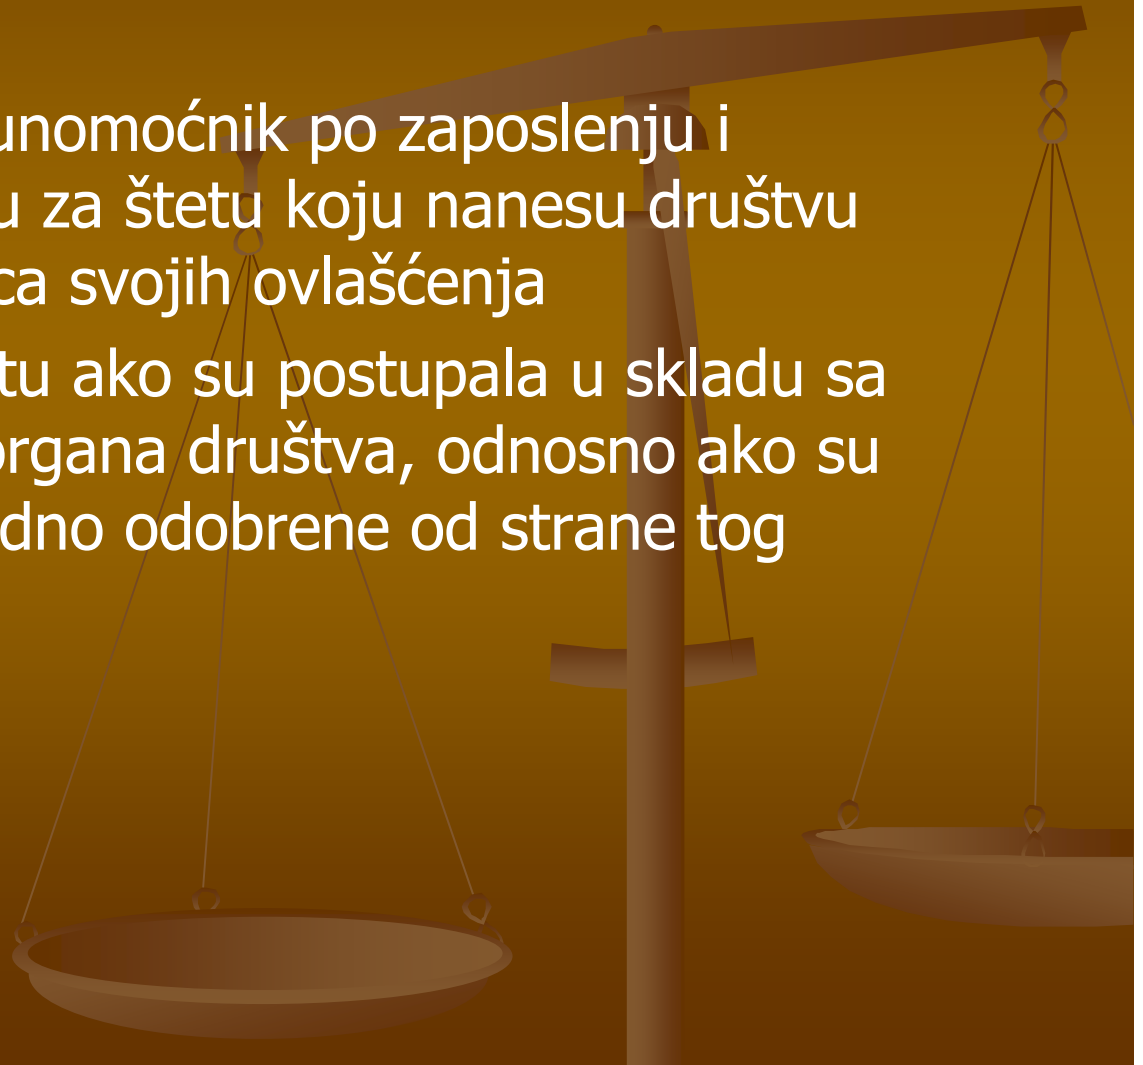 unomoćnik po zaposlenju i
u za štetu koju nanesu društvu
ca svojih ovlašćenja
tu ako su postupala u skladu sa
organa društva, odnosno ako su
dno odobrene od strane tog